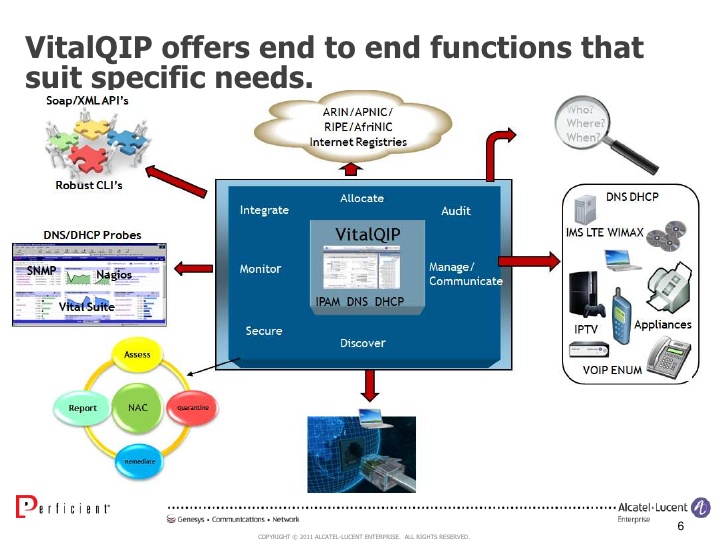 VitalQIP offers end to end functions that
suit specific needs.
Soap/XML API's
Robust CLI's
ARIN/APNIC/
RIPE/AfriNIC
Internet Registries
Who?
Where?
When?
DNS/DHCP Probes
SNMP
Nagios
Vital Suite
Integrate
Allocate
Audit
VitalQIP
Monitor
Manage/
Communicate
IPAM DNS DHCP
Secure
Discover
DNS DHCP
IMS LTE WIMAX
IPTV
Appliances
VOIP ENUM
Assess
Report
NAC
Quarantine
Remediate
Perficient
Genesys • Communications • Network
Alcatel·Lucent
Enterprise
COPYRIGHT © 2011 ALCATEL-LUCENT ENTERPRISE. ALL RIGHTS RESERVED.
6